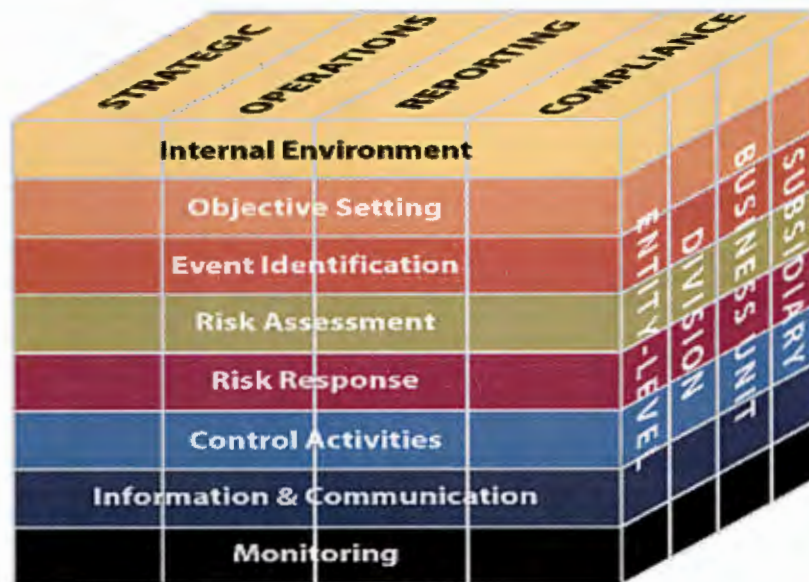 STRATEGIC
OPERATIONS
REPORTING
COMPLIANCE
Internal Environment
Objective Setting
Event Identification
Risk Assessment
Risk Response
Control Activities
Information & Communication
Monitoring
ENTITY-LEVEL
DIVISION
BUSINESS UNIT
SUBSIDIARY